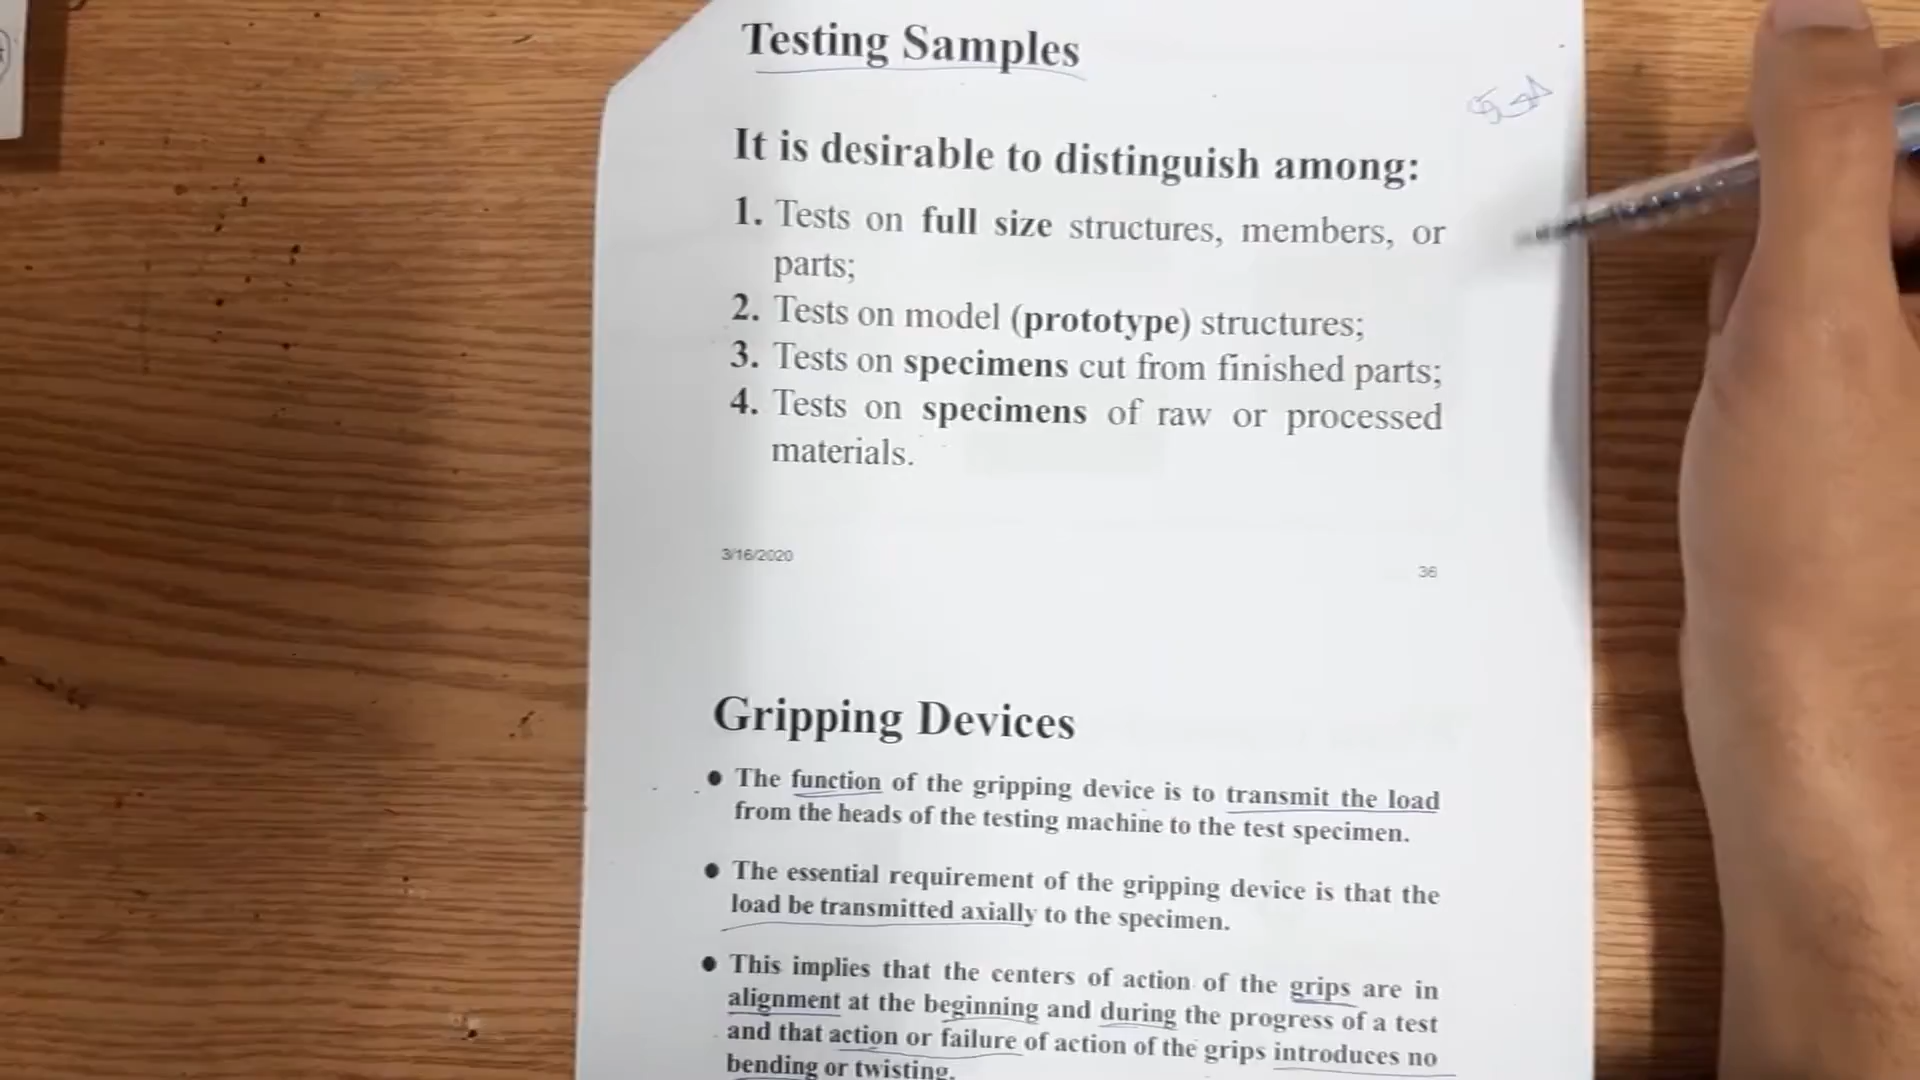 Testing Samples
It is desirable to distinguish among:
1. Tests on full size structures, members, or
parts;
2. Tests on model (prototype) structures;
3. Tests on specimens cut from finished parts;
4. Tests on specimens of raw or processed
materials.
3/16/2020
36
Gripping Devices
● The function of the gripping device is to transmit the load
from the heads of the testing machine to the test specimen.
● The essential requirement of the gripping device is that the
load be transmitted axially to the specimen.
● This implies that the centers of action of the grips are in
alignment at the beginning and during the progress of a test
and that action or failure of action of the grips introduces no
bending or twisting.